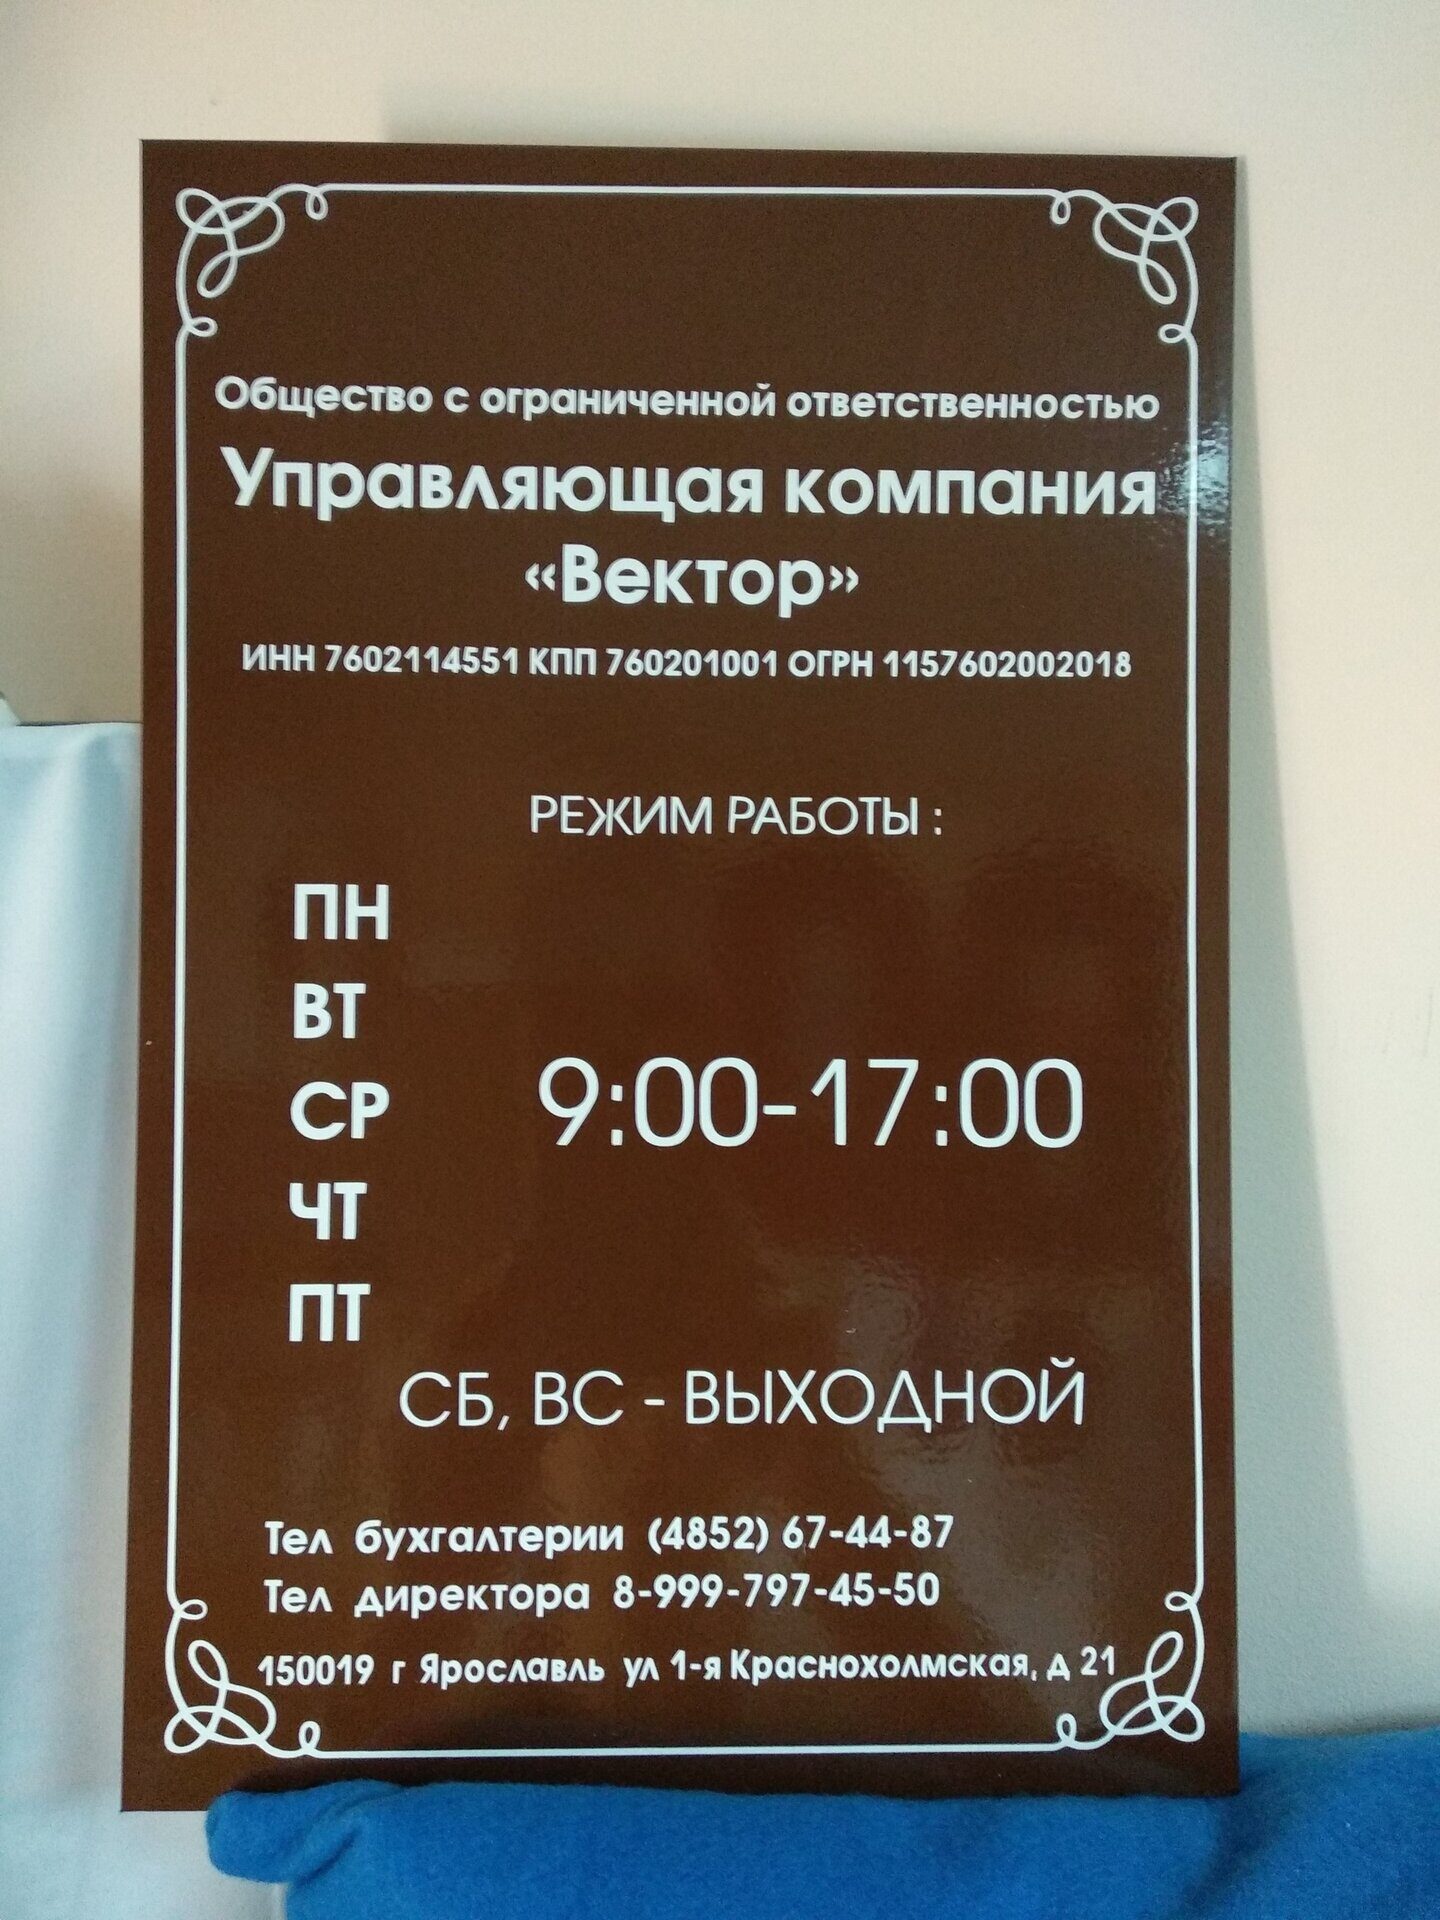 Общество с ограниченной ответственностью
Управляющая компания
«Вектор»
ИНН 7602114551 КПП 760201001 ОГРН 1157602002018
РЕЖИМ РАБОТЫ :
ПН
ВТ
СР 9:00-17:00
ЧТ
ПТ
СБ, ВС - ВЫХОДНОЙ
Тел бухгалтерии (4852) 67-44-87
Тел директора 8-999-797-45-50
150019 г Ярославль ул 1-я Краснохолмская, д 21